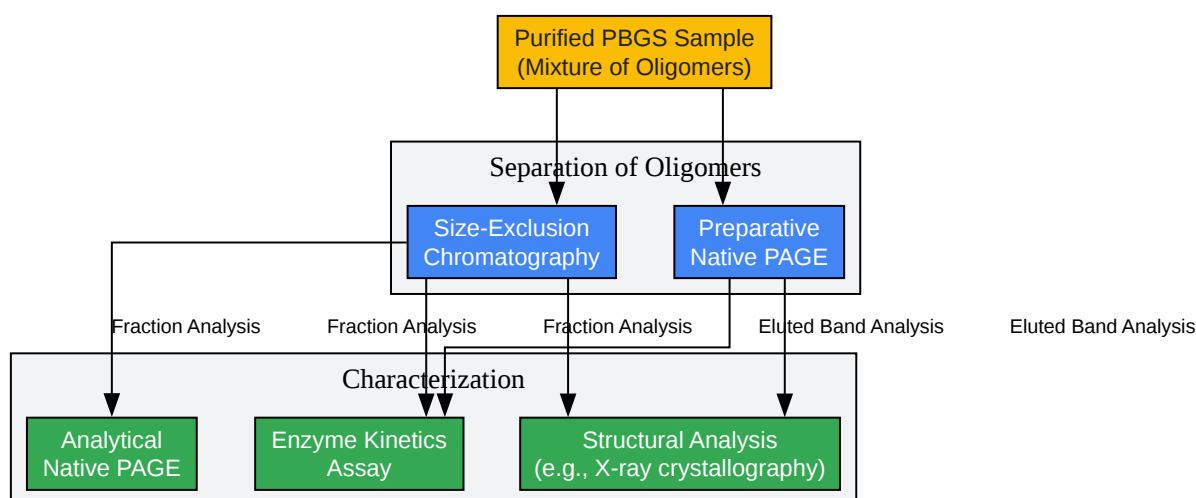 Purified PBGS Sample
(Mixture of Oligomers)
Separation of Oligomers
Size-Exclusion
Chromatography
Preparative
Native PAGE
Fraction Analysis
Fraction Analysis
Fraction Analysis
Eluted Band Analysis
Eluted Band Analysis
Characterization
Analytical
Native PAGE
Enzyme Kinetics
Assay
Structural Analysis
(e.g., X-ray crystallography)